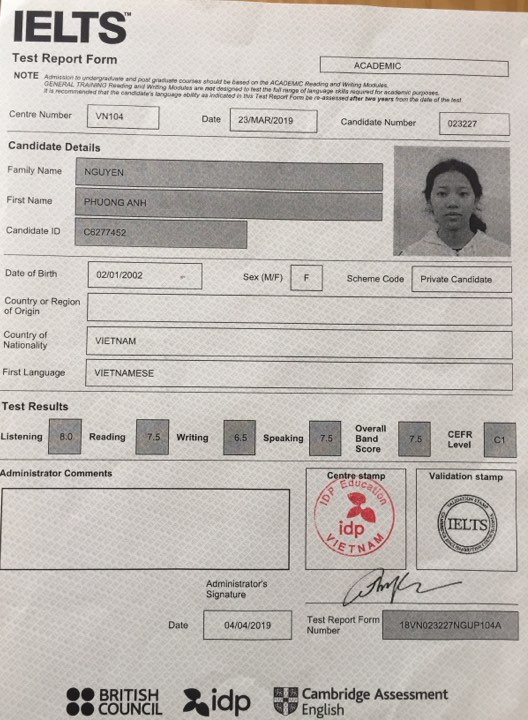 IELTS™
Test Report Form
ACADEMIC
NOTE Admission to undergraduate and post graduate courses should be based on the ACADEMIC Reading and Writing Modules.
GENERAL TRAINING Reading and Writing Modules are not designed to test the full range of language skills required for academic purposes.
It is recommended that the candidate's language ability as indicated in this Test Report Form be re-assessed after two years from the date of the test
Centre Number VN104 Date 23/MAR/2019 Candidate Number 023227
Candidate Details
Family Name NGUYEN
First Name PHUONG ANH
Candidate ID C6277452
Date of Birth 02/01/2002 Sex (M/F) F Scheme Code Private Candidate
Country or Region
of Origin
Country of
Nationality VIETNAM
First Language VIETNAMESE
Test Results
Listening 8.0 Reading 7.5 Writing 6.5 Speaking 7.5 Overall Band Score 7.5 CEFR Level C1
Administrator Comments
Centre stamp
IDP Education
idp
VIETNAM
Validation stamp
IELTS
Administrator's
Signature
Date 04/04/2019
Test Report Form
Number 18VN023227NGUP104A
BRITISH
COUNCIL
idp
Cambridge Assessment
English